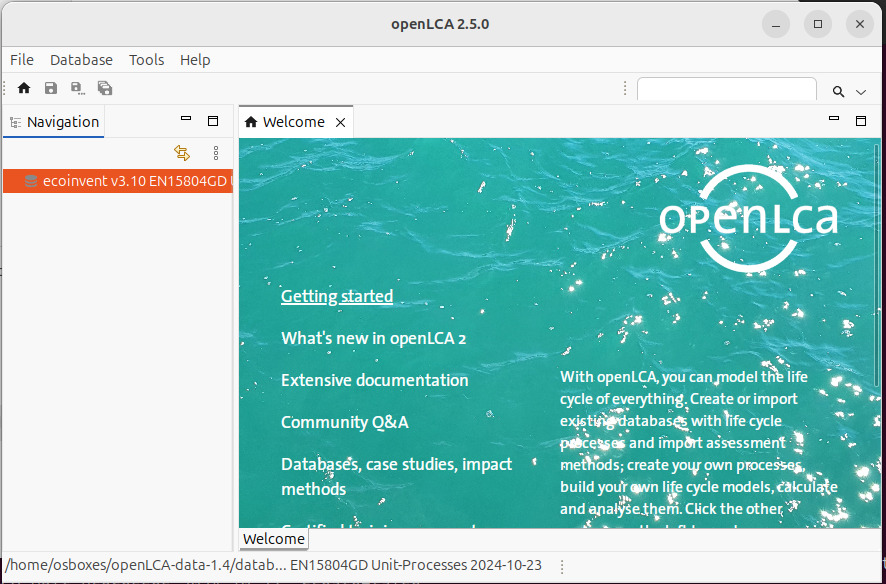 openLCA 2.5.0
File Database Tools Help
Navigation
Welcome
ecoinvent v3.10 EN15804GD
openLCA
Getting started
What's new in openLCA 2
Extensive documentation
Community Q&A
Databases, case studies, impact
methods
With openLCA, you can model the life
cycle of everything. Create or import
existing databases with life cycle
processes and import assessment
methods; create your own processes,
build your own life cycle models, calculate
and analyse them. Click the other
Welcome
/home/osboxes/openLCA-data-1.4/datab... EN15804GD Unit-Processes 2024-10-23